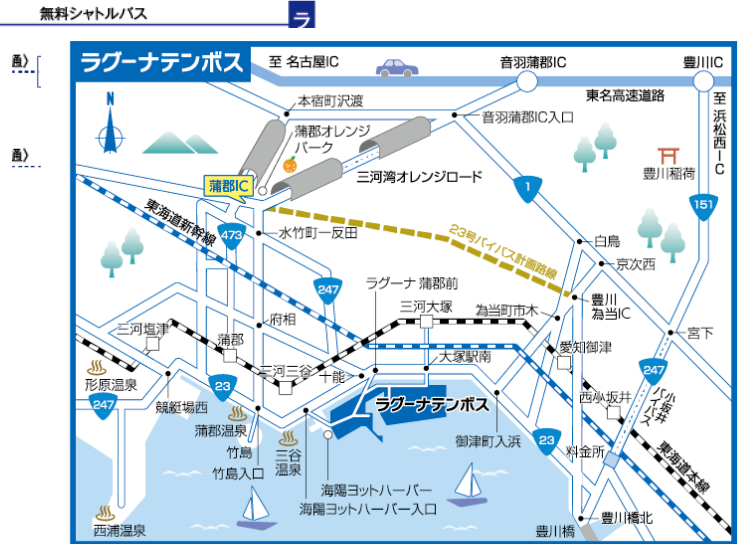 無料シャトルバス
ラ
ラグーナテンボス
至 名古屋IC
音羽蒲郡IC
豊川IC
東名高速道路
至 浜松西IC
N
本宿町沢渡
音羽蒲郡IC入口
蒲郡オレンジ
パーク
三河湾オレンジロード
豊川稲荷
1
151
蒲郡IC
東海道新幹線
473
水竹町一反田
23号バイパス計画路線
白鳥
京次西
247
ラグーナ 蒲郡前
三河大塚
為当町市木
豊川
為当IC
三河塩津
蒲郡
府相
宮下
愛知御津
三河三谷
十能
大塚駅南
形原温泉
247
競艇場西
23
西小坂井
247
小坂井
バイパス
ラグーナテンボス
蒲郡温泉
竹島
竹島入口
三谷
温泉
御津町入浜
23
料金所
東海道本線
海陽ヨットハーバー
海陽ヨットハーバー入口
西浦温泉
豊川橋
豊川橋北